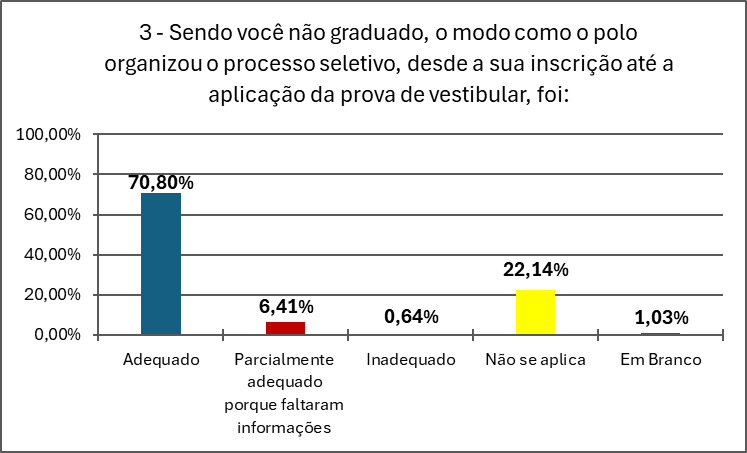 3 - Sendo você não graduado, o modo como o polo
organizou o processo seletivo, desde a sua inscrição até a
aplicação da prova de vestibular, foi:
100,00%
80,00%
60,00%
40,00%
20,00%
0,00%
70,80%
6,41%
0,64%
22,14%
1,03%
Adequado
Parcialmente
adequado
porque faltaram
informações
Inadequado
Não se aplica
Em Branco